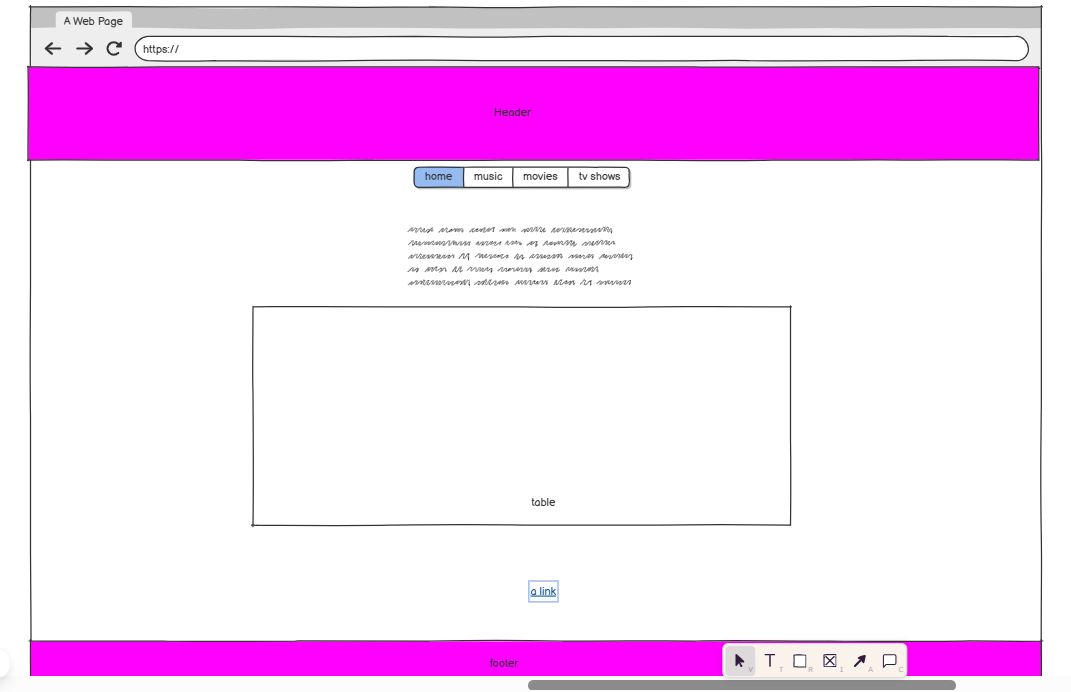 A Web Page
https://
Header
home music movies tv shows
table
a link
footer
V T T R I A C